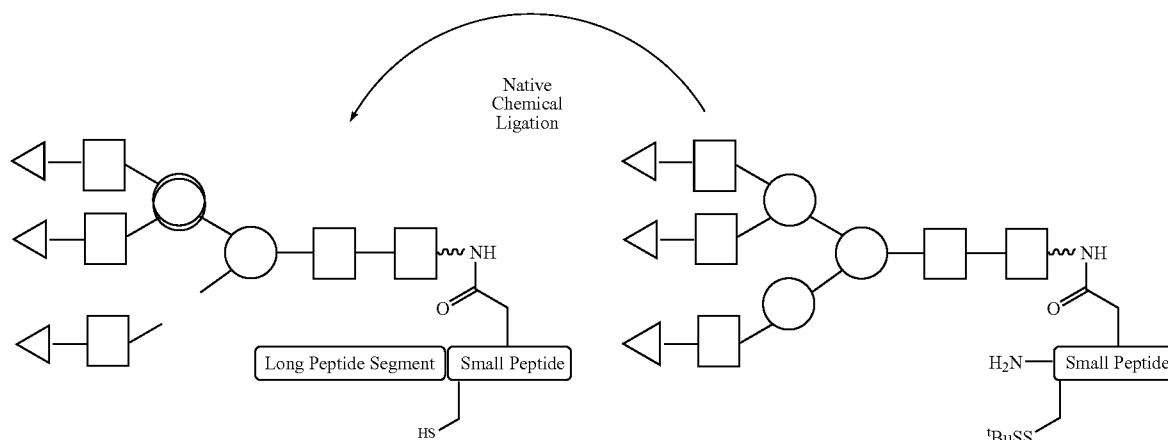 Native
Chemical
Ligation
NH
O
Long Peptide Segment
Small Peptide
HS
NH
O
H₂N
Small Peptide
ᵗBuSS